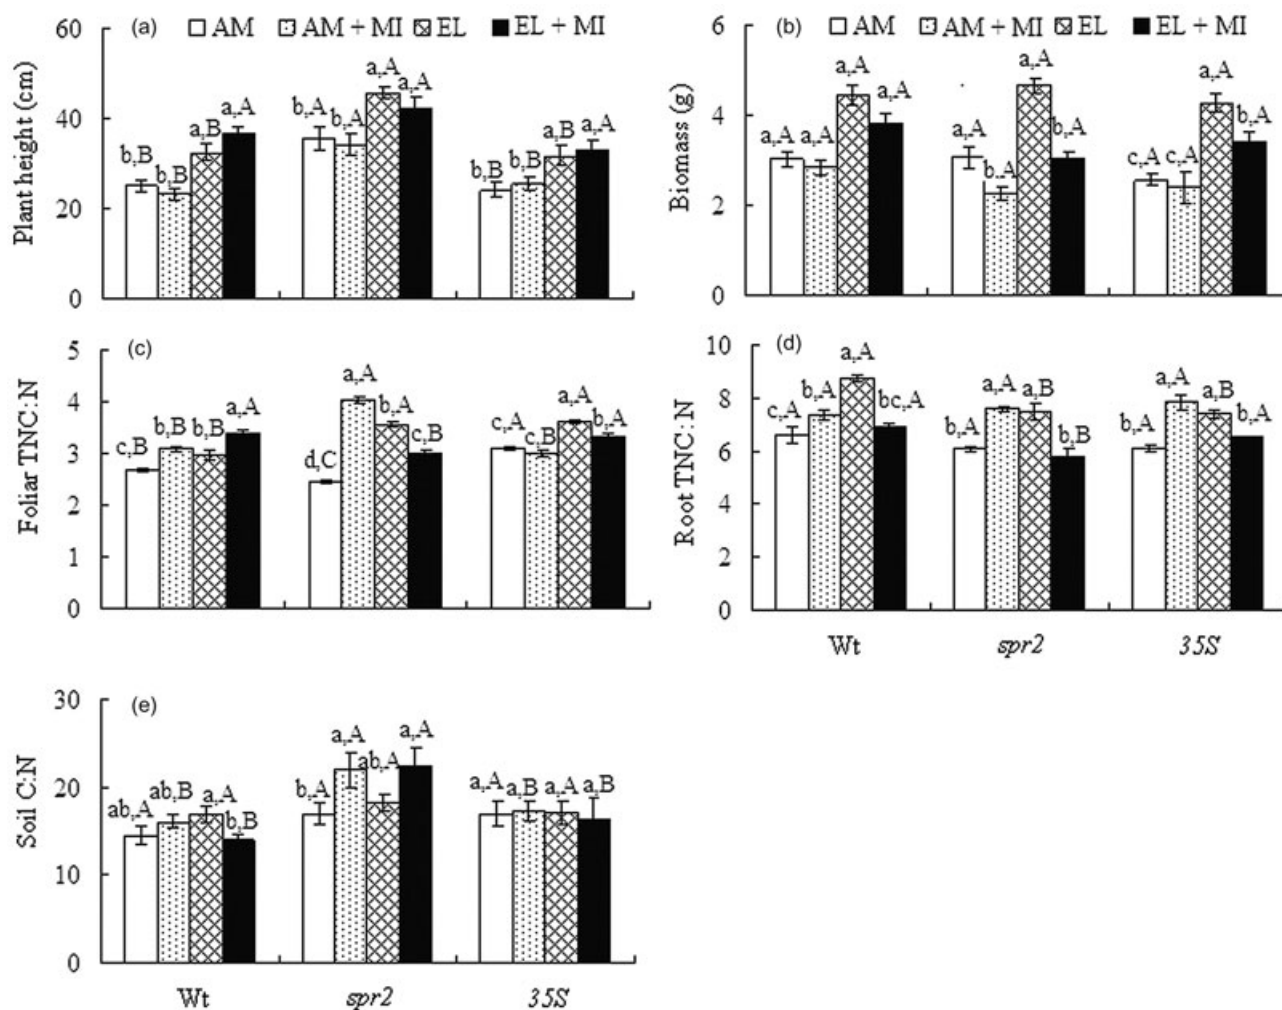 (a) AM AM + MI EL EL + MI
Plant height (cm)
60
40
20
0
b,B b,B a,B a,A
b,A b,A a,A a,A
b,B b,B a,B a,A
(b) AM AM + MI EL EL + MI
Biomass (g)
6
4
2
0
a,A a,A a,A a,A
a,A b,A a,A b,A
c,A c,A a,A b,A
(c)
Foliar TNC:N
5
4
3
2
1
0
c,B b,B b,B a,A
d,C a,A b,A c,B
c,A c,B a,A b,A
(d)
Root TNC:N
10
8
6
4
2
0
c,A b,A a,A bc,A
b,A a,A a,B b,B
b,A a,A a,B b,A
Wt spr2 35S
(e)
Soil C:N
30
20
10
0
ab,A ab,B a,A b,B
b,A a,A ab,A a,A
a,A a,B a,A a,B
Wt spr2 35S